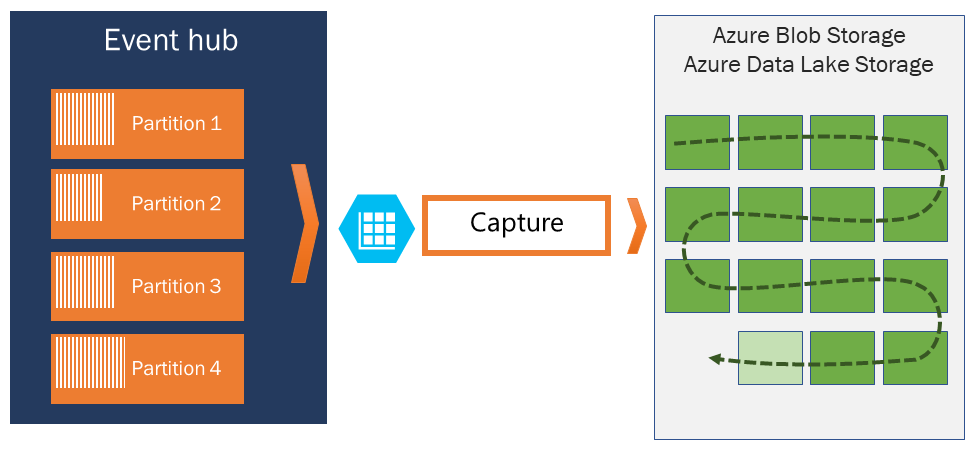 Event hub
Partition 1
Partition 2
Partition 3
Partition 4
Capture
Azure Blob Storage
Azure Data Lake Storage